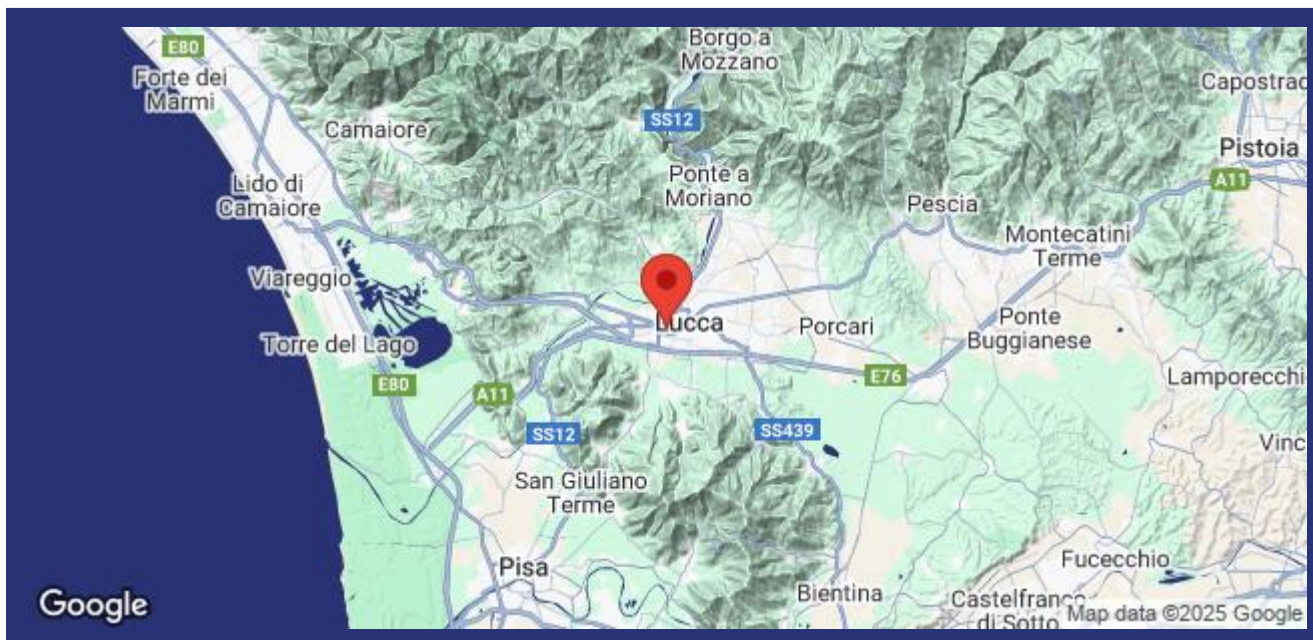 E80
Forte dei
Marmi
Borgo a
Mozzano
Capostrad
Camaiore
SS12
Pistoia
Ponte a
Moriano
A11
Lido di
Camaiore
Pescia
Montecatini
Terme
Viareggio
Lucca
Porcari
Ponte
Buggianese
Torre del Lago
E80
A11
E76
Lamporecchi
SS12
SS439
Vinc
San Giuliano
Terme
Pisa
Fucecchio
Bientina
Castelfranco
di Sotto
Google
Map data ©2025 Google